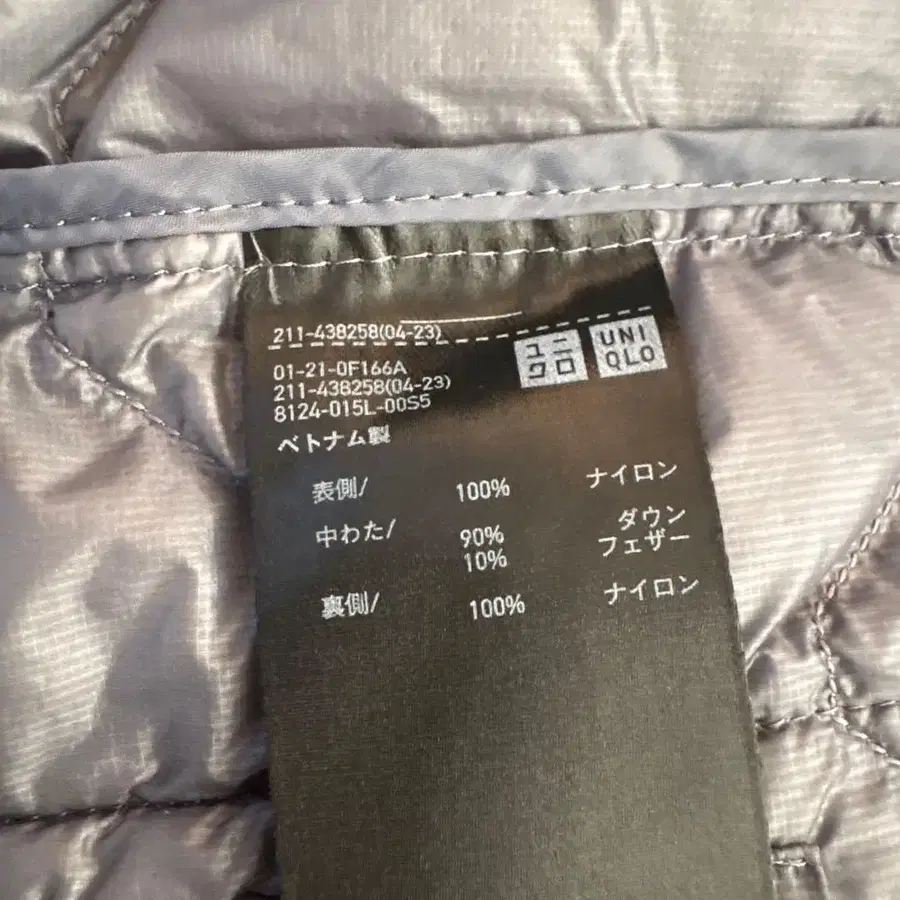 211-438258(04-23)
ユニクロ
UNIQLO
01-21-0F166A
211-438258(04-23)
8124-015L-00S5
ベトナム製
表側/ 100% ナイロン
中わた/ 90% ダウン
10% フェザー
裏側/ 100% ナイロン